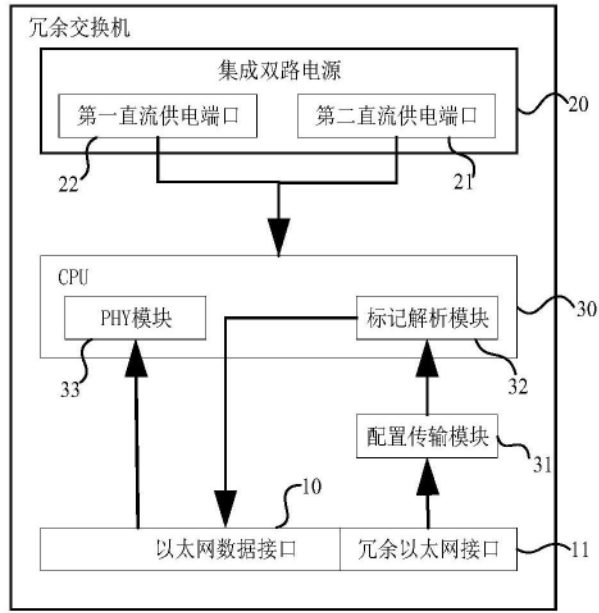 冗余交换机
集成双路电源
第一直流供电端口
第二直流供电端口
20
22
21
CPU
PHY模块
标记解析模块
30
33
32
配置传输模块
31
10
以太网数据接口
冗余以太网接口
11